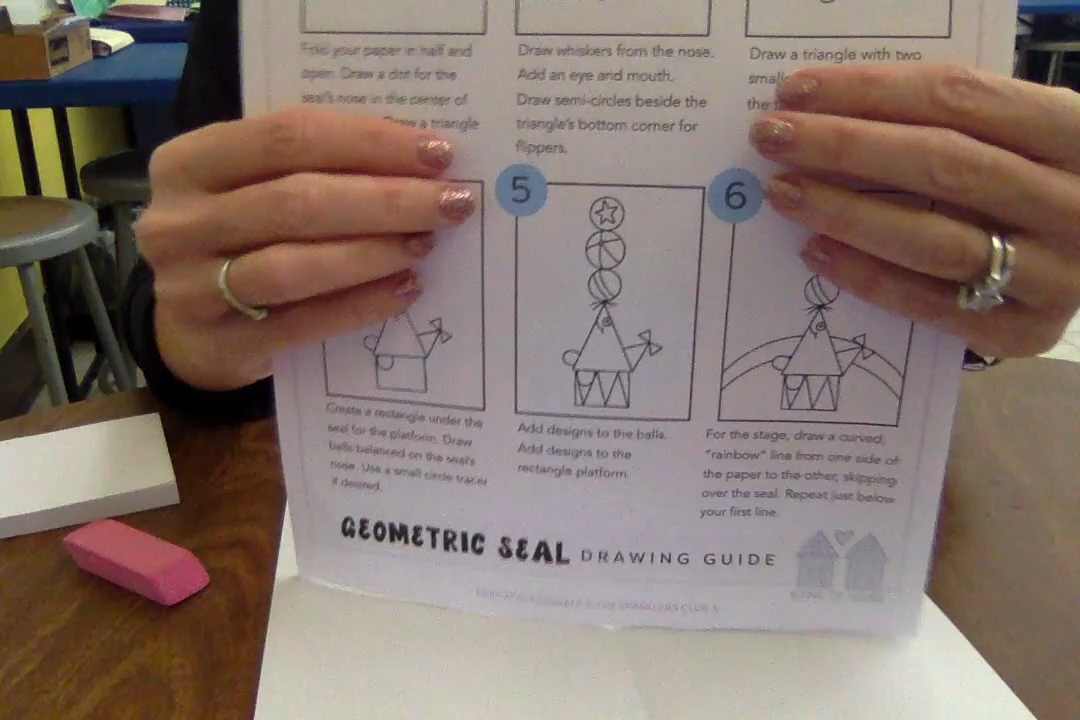 Fold your paper in half and
open. Draw a dot for the
seal's nose in the center of
Draw a triangle
Draw whiskers from the nose.
Add an eye and mouth.
Draw semi-circles beside the
triangle's bottom corner for
flippers.
Draw a triangle with two
the
5
6
Create a rectangle under the
seal for the platform. Draw
balls balanced on the seal's
nose. Use a small circle tracer
if desired.
Add designs to the balls.
Add designs to the
rectangle platform.
For the stage, draw a curved,
"rainbow" line from one side of
the paper to the other, skipping
over the seal. Repeat just below
your first line.
GEOMETRIC SEAL DRAWING GUIDE